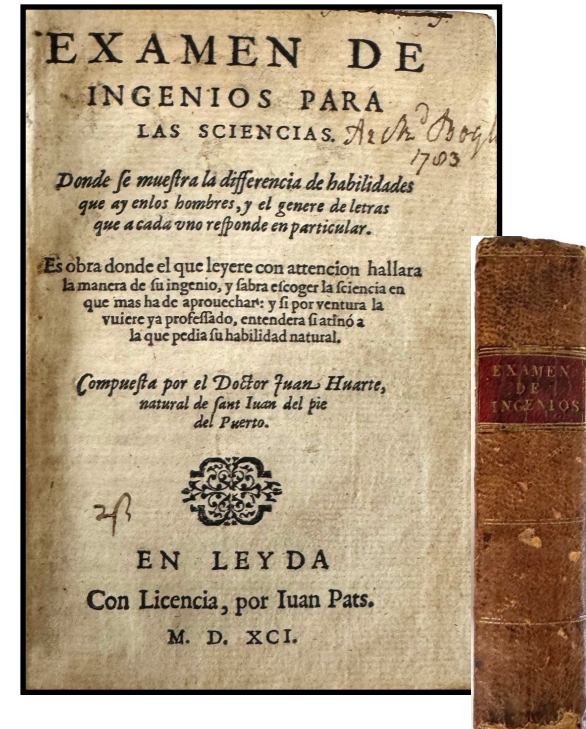 EXAMEN DE
INGENIOS PARA
LAS SCIENCIAS.
1783
Donde se muestra la differencia de habilidades
que ay enlos hombres, y el genere de letras
que a cada vno responde en particular.
Es obra donde el que leyere con attencion hallara
la manera de su ingenio, y sabra escoger la sciencia en
que mas ha de aprouechar: y si por ventura la
vuiere ya professado, entendera si atinó a
la que pedia su habilidad natural.
Compuesta por el Doctor Juan Huarte,
natural de sant Iuan del pie
del Puerto.
EN LEYDA
Con Licencia, por Iuan Pats.
M. D. XCI.
EXAMEN
DE
INGENIOS